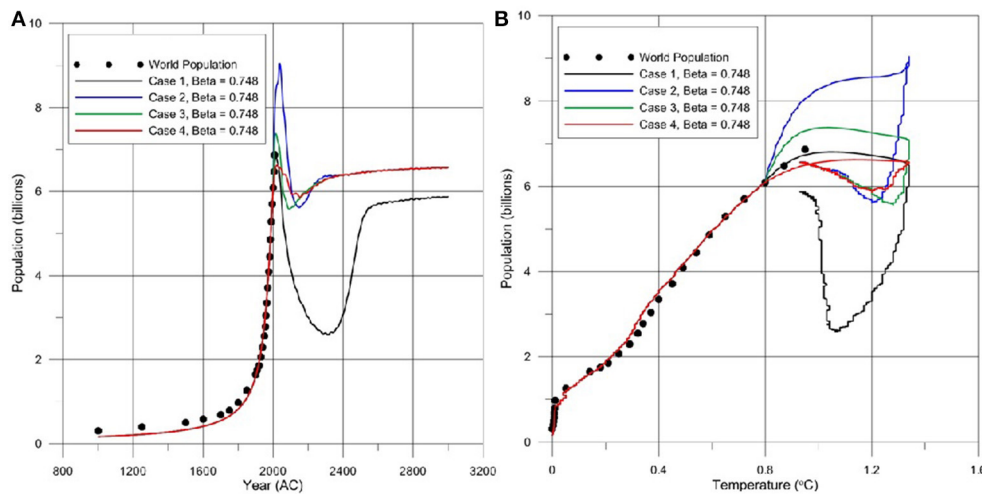 A
Population (billions)
10
8
6
4
2
0
World Population
Case 1, Beta = 0.748
Case 2, Beta = 0.748
Case 3, Beta = 0.748
Case 4, Beta = 0.748
800 1200 1600 2000 2400 2800 3200
Year (AC)
B
Population (billions)
10
8
6
4
2
0
World Population
Case 1, Beta = 0.748
Case 2, Beta = 0.748
Case 3, Beta = 0.748
Case 4, Beta = 0.748
0 0.4 0.8 1.2 1.6
Temperature (°C)